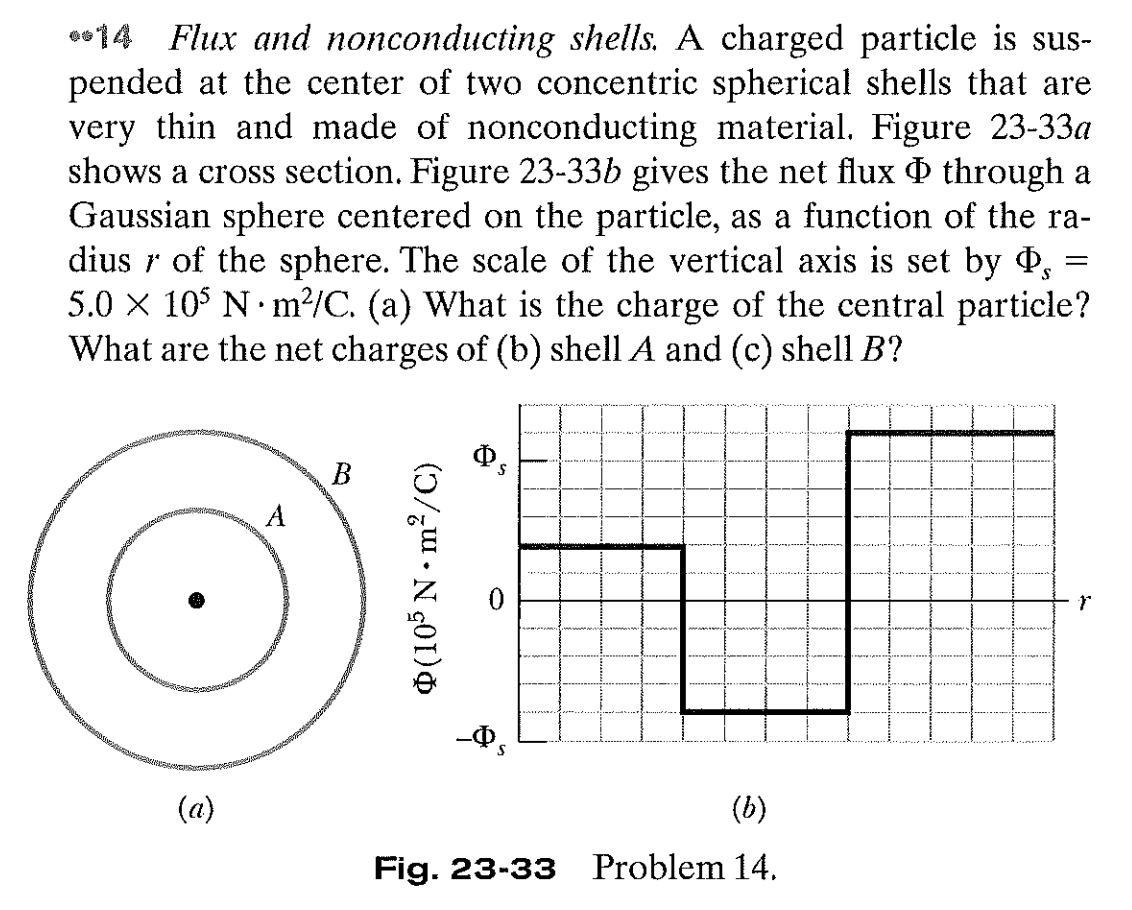 ••14 Flux and nonconducting shells. A charged particle is sus-
pended at the center of two concentric spherical shells that are
very thin and made of nonconducting material. Figure 23-33a
shows a cross section. Figure 23-33b gives the net flux Φ through a
Gaussian sphere centered on the particle, as a function of the ra-
dius r of the sphere. The scale of the vertical axis is set by Φₛ =
5.0 × 10⁵ N · m²/C. (a) What is the charge of the central particle?
What are the net charges of (b) shell A and (c) shell B?
B
A
(a)
Φ(10⁵ N · m²/C)
Φₛ
0
–Φₛ
r
(b)
Fig. 23-33 Problem 14.